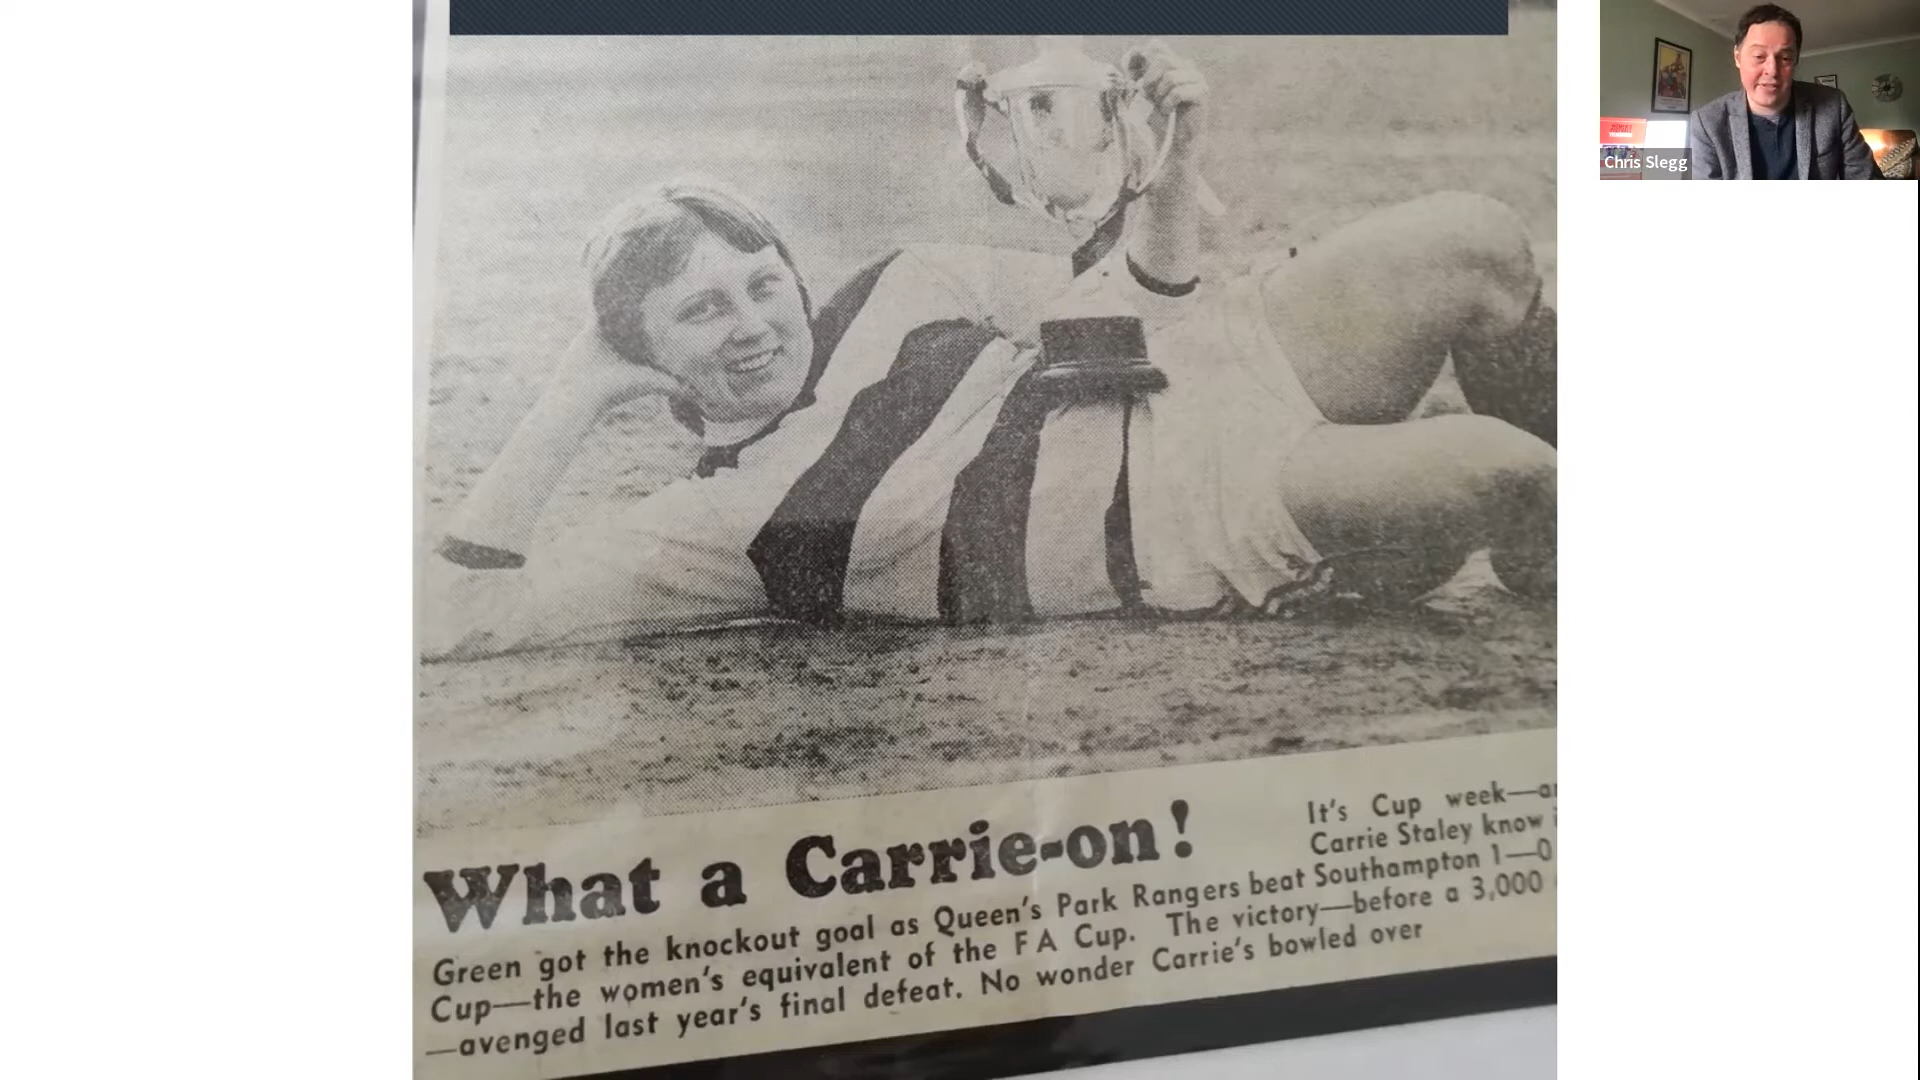 Chris Slegg
What a Carrie-on!
It's Cup week—
Carrie Staley know
Green got the knockout goal as Queen's Park Rangers beat Southampton 1—0
Cup—the women's equivalent of the F A Cup. The victory—before a 3,000
—avenged last year's final defeat. No wonder Carrie's bowled over